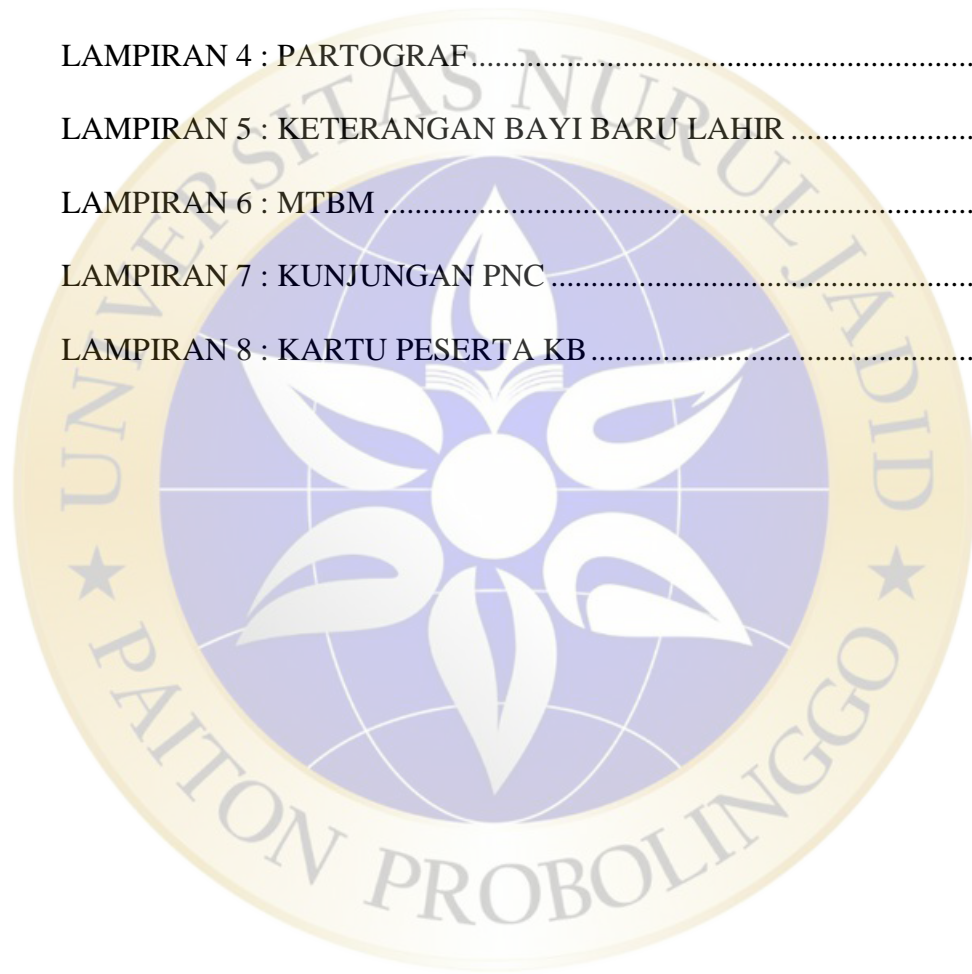 LAMPIRAN 4 : PARTOGRAF........................................................................
LAMPIRAN 5 : KETERANGAN BAYI BARU LAHIR ..............................
LAMPIRAN 6 : MTBM ..................................................................................
LAMPIRAN 7 : KUNJUNGAN PNC ............................................................
LAMPIRAN 8 : KARTU PESERTA KB .......................................................
UNIVERSITAS NURUL JADID
★ PAITON PROBOLINGGO ★